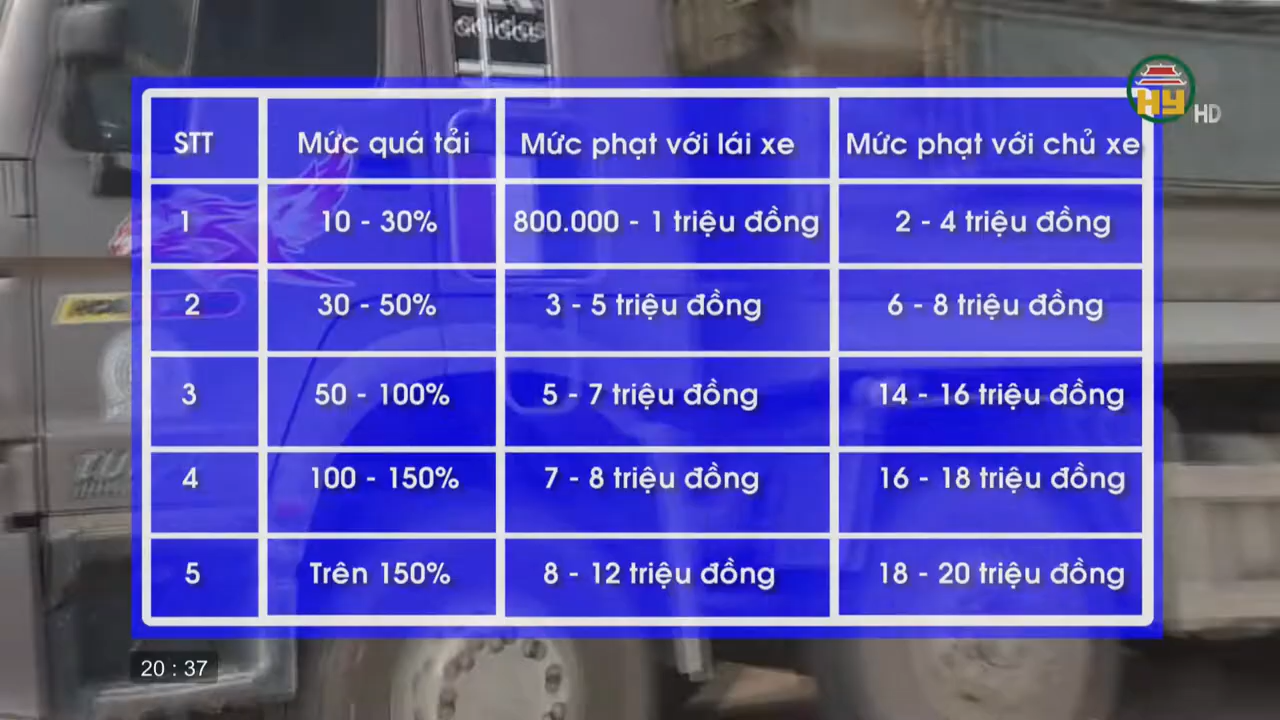 adidas
HY HD
STT Mức quá tải Mức phạt với lái xe Mức phạt với chủ xe
1 10 - 30% 800.000 - 1 triệu đồng 2 - 4 triệu đồng
2 30 - 50% 3 - 5 triệu đồng 6 - 8 triệu đồng
3 50 - 100% 5 - 7 triệu đồng 14 - 16 triệu đồng
4 100 - 150% 7 - 8 triệu đồng 16 - 18 triệu đồng
5 Trên 150% 8 - 12 triệu đồng 18 - 20 triệu đồng
20 : 37